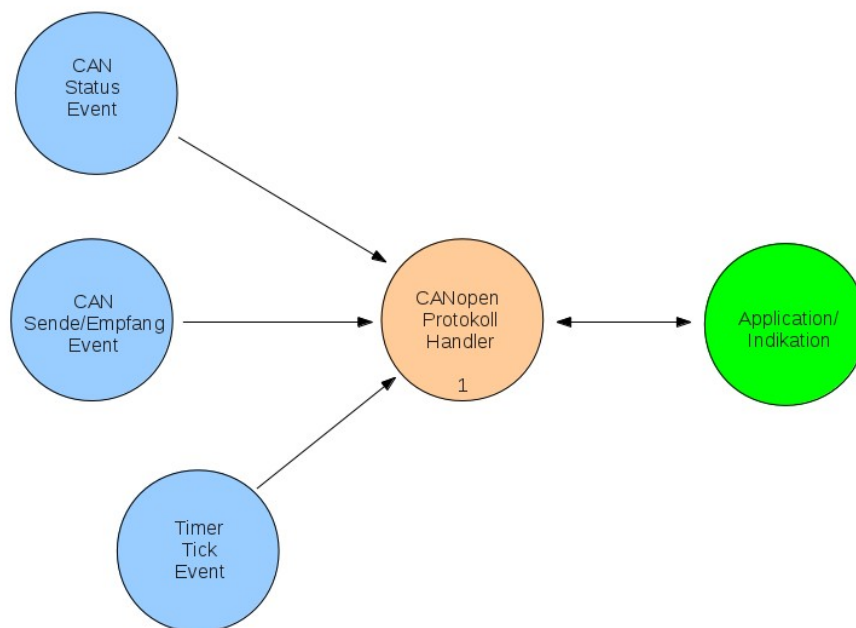 CAN
Status
Event
CAN
Sende/Empfang
Event
CANopen
Protokoll
Handler
1
Application/
Indikation
Timer
Tick
Event